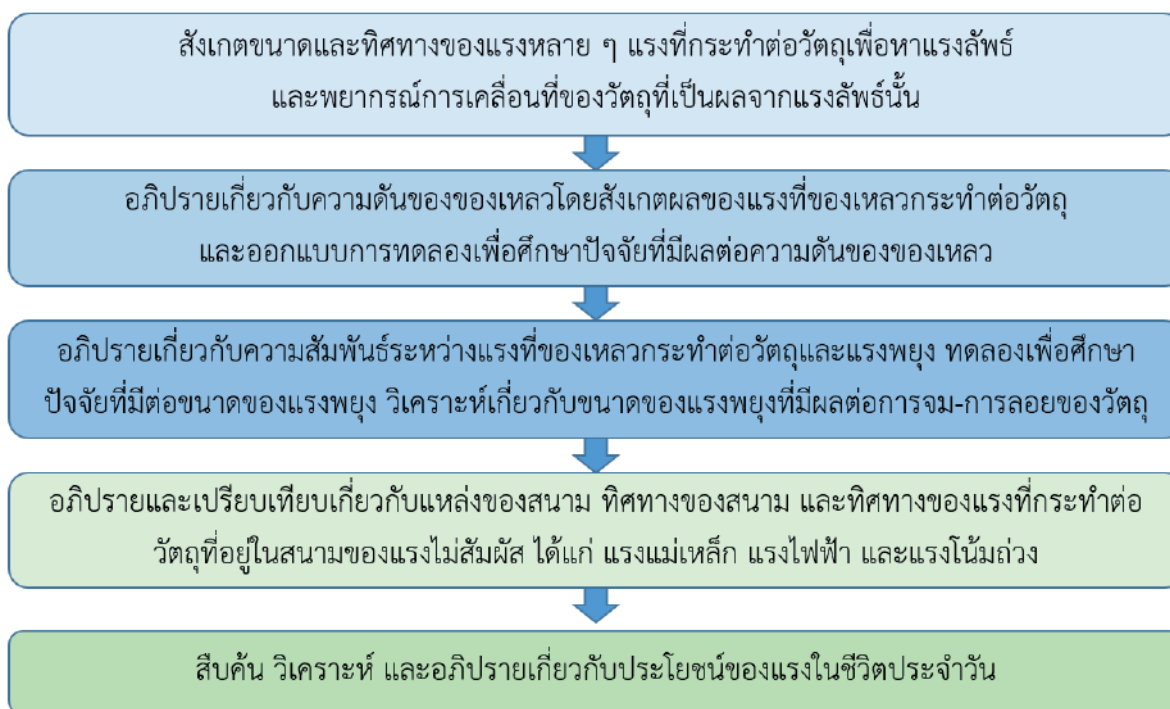 สังเกตขนาดและทิศทางของแรงหลาย ๆ แรงที่กระทำต่อวัตถุเพื่อหาแรงลัพธ์
และพยากรณ์การเคลื่อนที่ของวัตถุที่เป็นผลจากแรงลัพธ์นั้น
อภิปรายเกี่ยวกับความดันของของเหลวโดยสังเกตผลของแรงที่ของเหลวกระทำต่อวัตถุ
และออกแบบการทดลองเพื่อศึกษาปัจจัยที่มีผลต่อความดันของของเหลว
อภิปรายเกี่ยวกับความสัมพันธ์ระหว่างแรงที่ของเหลวกระทำต่อวัตถุและแรงพยุง ทดลองเพื่อศึกษา
ปัจจัยที่มีต่อขนาดของแรงพยุง วิเคราะห์เกี่ยวกับขนาดของแรงพยุงที่มีผลต่อการจม-การลอยของวัตถุ
อภิปรายและเปรียบเทียบเกี่ยวกับแหล่งของสนาม ทิศทางของสนาม และทิศทางของแรงที่กระทำต่อ
วัตถุที่อยู่ในสนามของแรงไม่สัมผัส ได้แก่ แรงแม่เหล็ก แรงไฟฟ้า และแรงโน้มถ่วง
สืบค้น วิเคราะห์ และอภิปรายเกี่ยวกับประโยชน์ของแรงในชีวิตประจำวัน